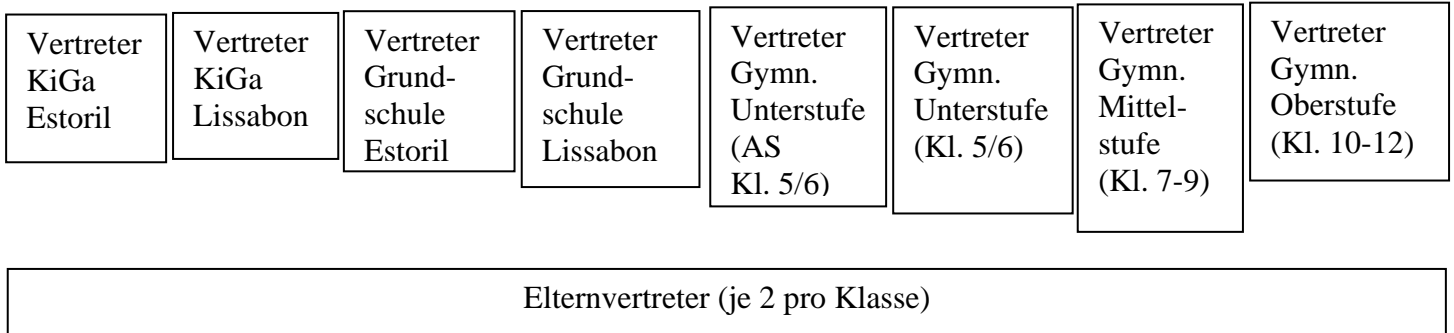 Vertreter
KiGa
Estoril
Vertreter
KiGa
Lissabon
Vertreter
Grund-
schule
Estoril
Vertreter
Grund-
schule
Lissabon
Vertreter
Gymn.
Unterstufe
(AS
Kl. 5/6)
Vertreter
Gymn.
Unterstufe
(Kl. 5/6)
Vertreter
Gymn.
Mittel-
stufe
(Kl. 7-9)
Vertreter
Gymn.
Oberstufe
(Kl. 10-12)
Elternvertreter (je 2 pro Klasse)